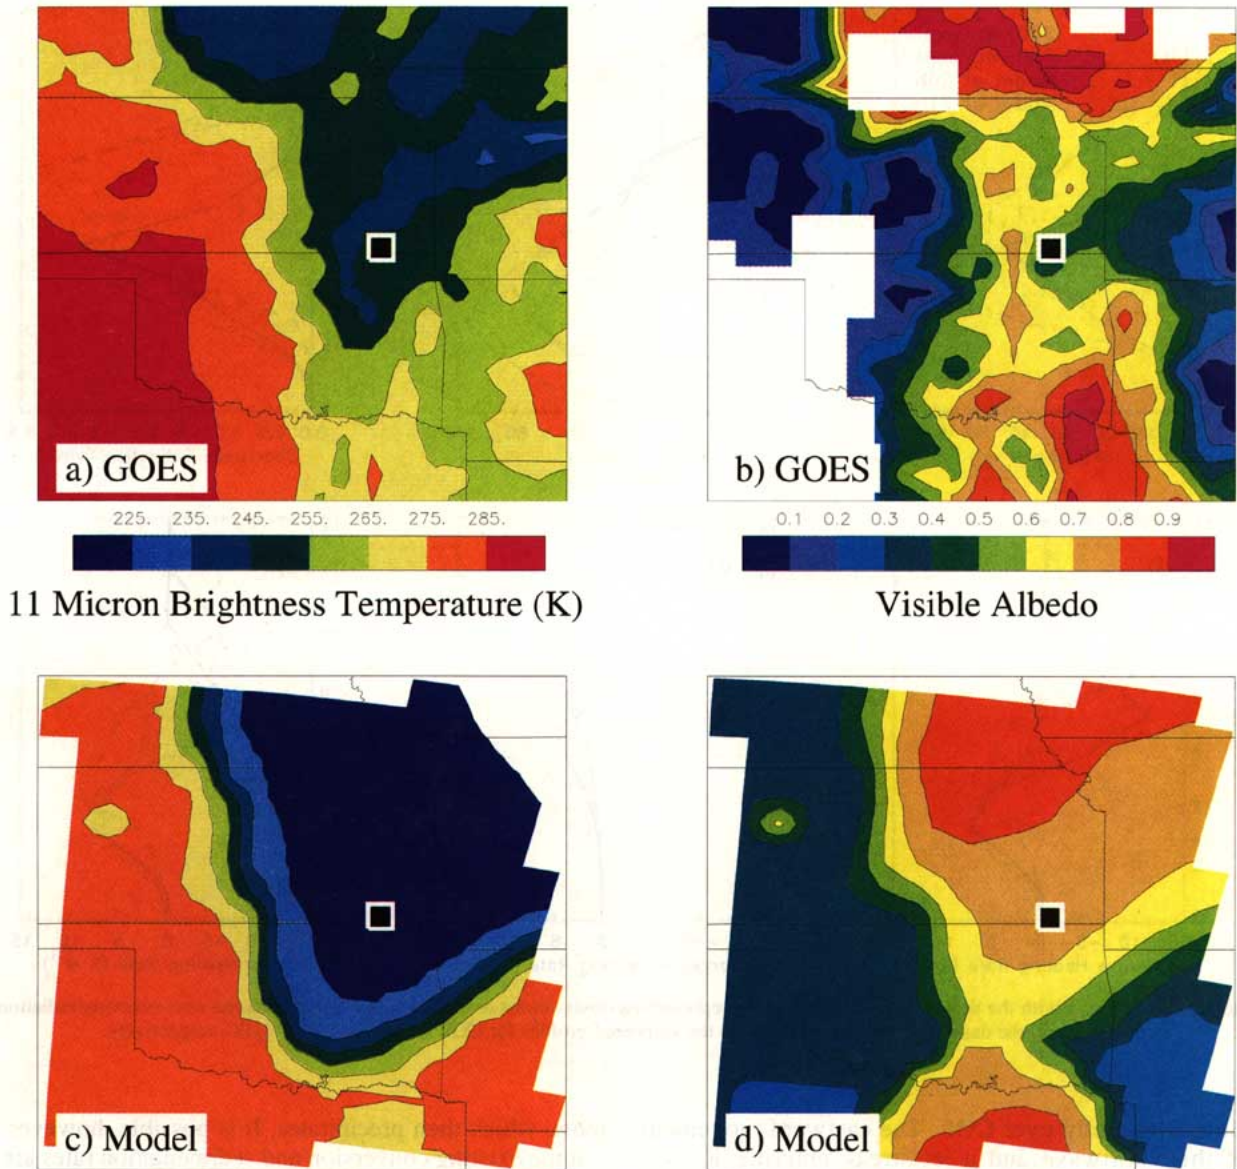 a) GOES
b) GOES
225. 235. 245. 255. 265. 275. 285.
0.1 0.2 0.3 0.4 0.5 0.6 0.7 0.8 0.9
11 Micron Brightness Temperature (K)
Visible Albedo
c) Model
d) Model